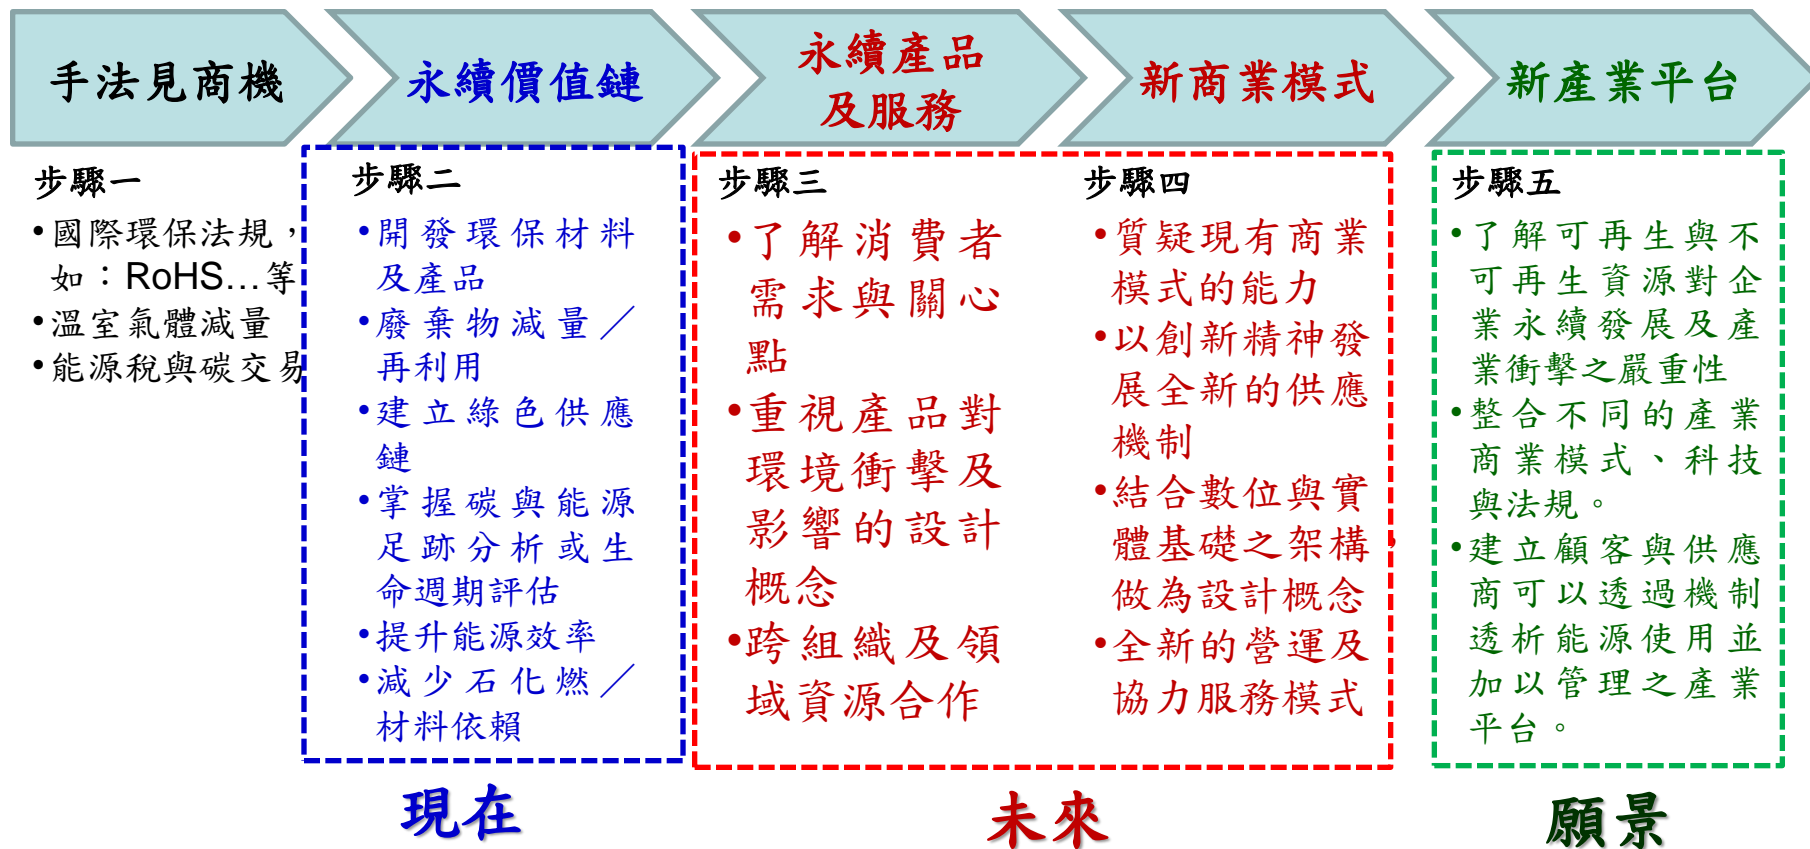 手法見商機
永續價值鏈
永續產品
及服務
新商業模式
新產業平台
步驟一
•國際環保法規，
如：RoHS…等
•溫室氣體減量
•能源稅與碳交易
步驟二
•開發環保材料
及產品
•廢棄物減量／
再利用
•建立綠色供應
鏈
•掌握碳與能源
足跡分析或生
命週期評估
•提升能源效率
•減少石化燃／
材料依賴
步驟三
•了解消費者
需求與關心
點
•重視產品對
環境衝擊及
影響的設計
概念
•跨組織及領
域資源合作
步驟四
•質疑現有商業
模式的能力
•以創新精神發
展全新的供應
機制
•結合數位與實
體基礎之架構
做為設計概念
•全新的營運及
協力服務模式
步驟五
•了解可再生與不
可再生資源對企
業永續發展及產
業衝擊之嚴重性
•整合不同的產業
商業模式、科技
與法規。
•建立顧客與供應
商可以透過機制
透析能源使用並
加以管理之產業
平台。
現在
未來
願景